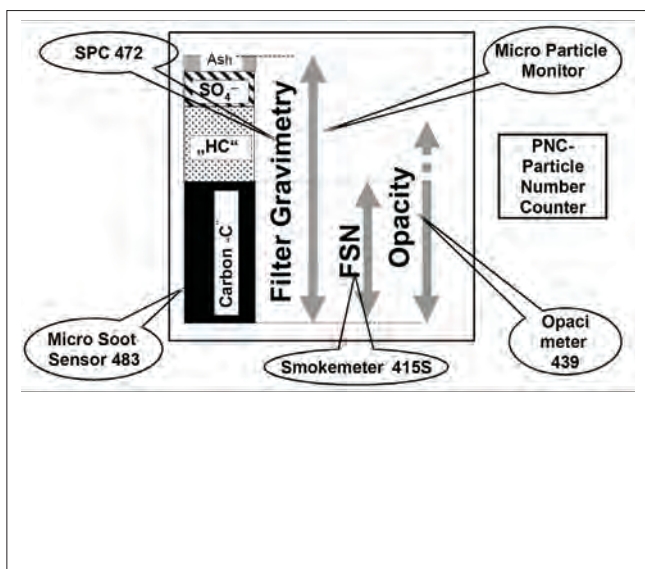 SPC 472
Ash
SO₄⁻⁻
„HC“
Carbon „C“
Filter Gravimetry
FSN
Opacity
Micro Particle
Monitor
PNC-
Particle
Number
Counter
Micro Soot
Sensor 483
Smokemeter 415S
Opaci
meter
439